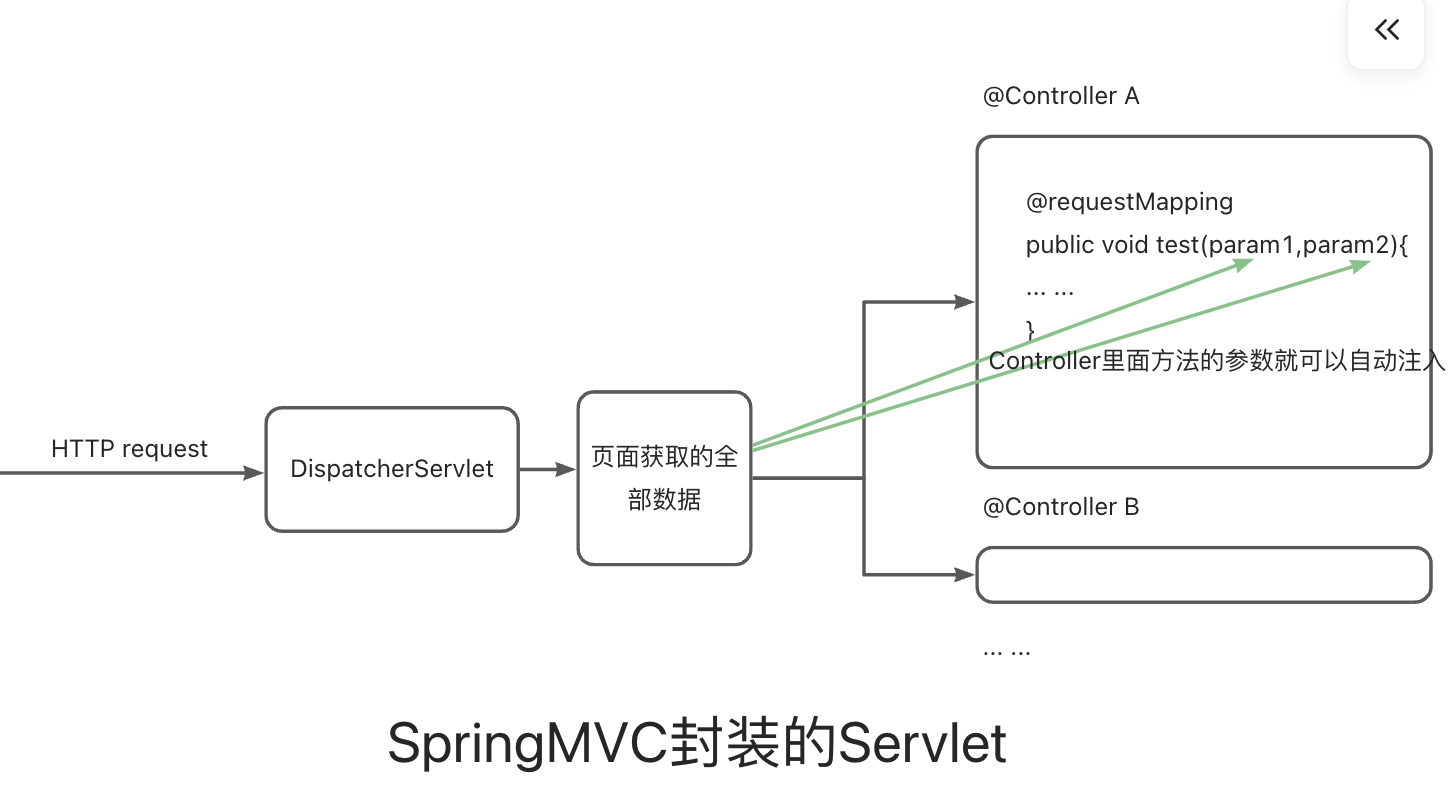 @Controller A
@requestMapping
public void test(param1,param2){
... ...
}
Controller里面方法的参数就可以自动注入
HTTP request
DispatcherServlet
页面获取的全
部数据
@Controller B
... ...
SpringMVC封装的Servlet